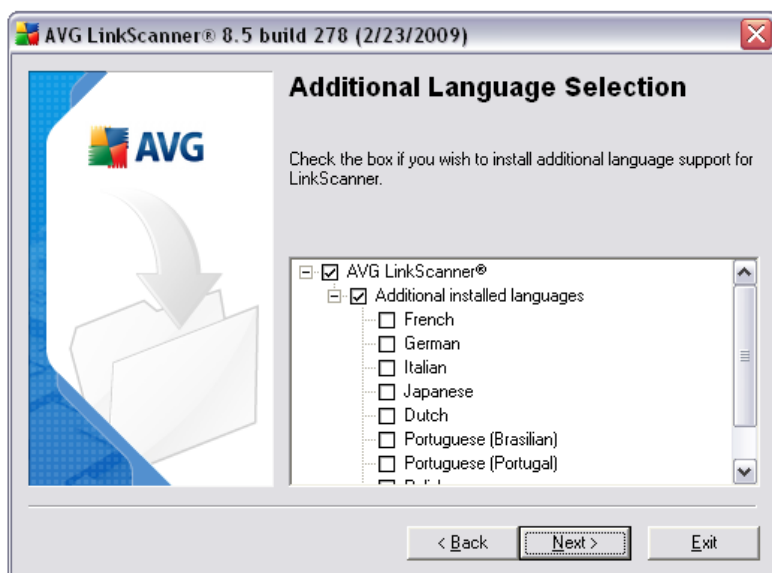 AVG LinkScanner® 8.5 build 278 (2/23/2009)
AVG
Additional Language Selection
Check the box if you wish to install additional language support for
LinkScanner.
AVG LinkScanner®
Additional installed languages
French
German
Italian
Japanese
Dutch
Portuguese (Brasilian)
Portuguese (Portugal)
< Back
Next >
Exit